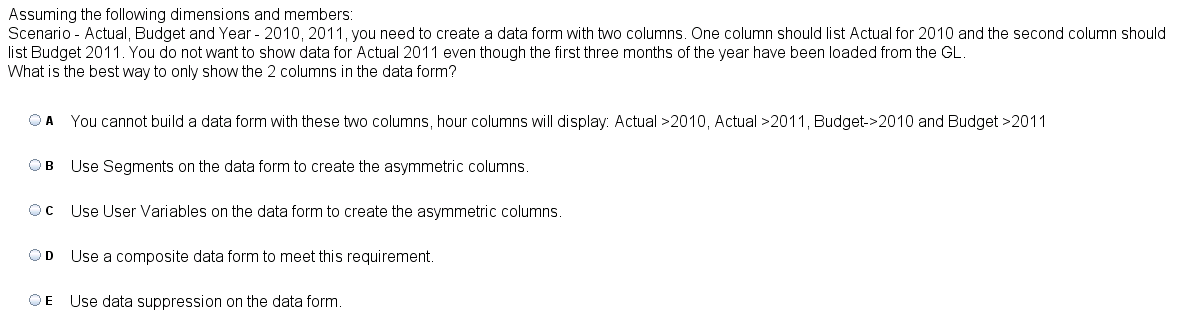 Assuming the following dimensions and members:
Scenario - Actual, Budget and Year - 2010, 2011, you need to create a data form with two columns. One column should list Actual for 2010 and the second column should
list Budget 2011. You do not want to show data for Actual 2011 even though the first three months of the year have been loaded from the GL.
What is the best way to only show the 2 columns in the data form?
A You cannot build a data form with these two columns, hour columns will display: Actual >2010, Actual >2011, Budget->2010 and Budget >2011
B Use Segments on the data form to create the asymmetric columns.
C Use User Variables on the data form to create the asymmetric columns.
D Use a composite data form to meet this requirement.
E Use data suppression on the data form.